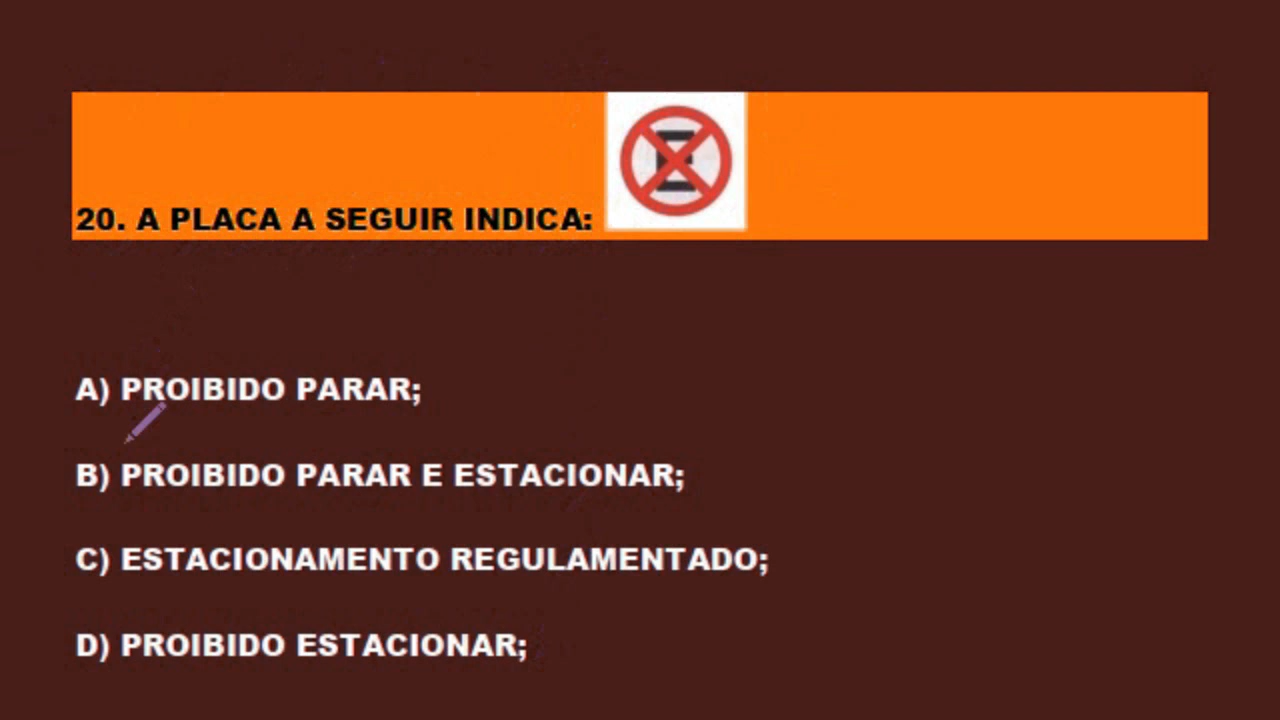 20. A PLACA A SEGUIR INDICA:
E
A) PROIBIDO PARAR;
B) PROIBIDO PARAR E ESTACIONAR;
C) ESTACIONAMENTO REGULAMENTADO;
D) PROIBIDO ESTACIONAR;